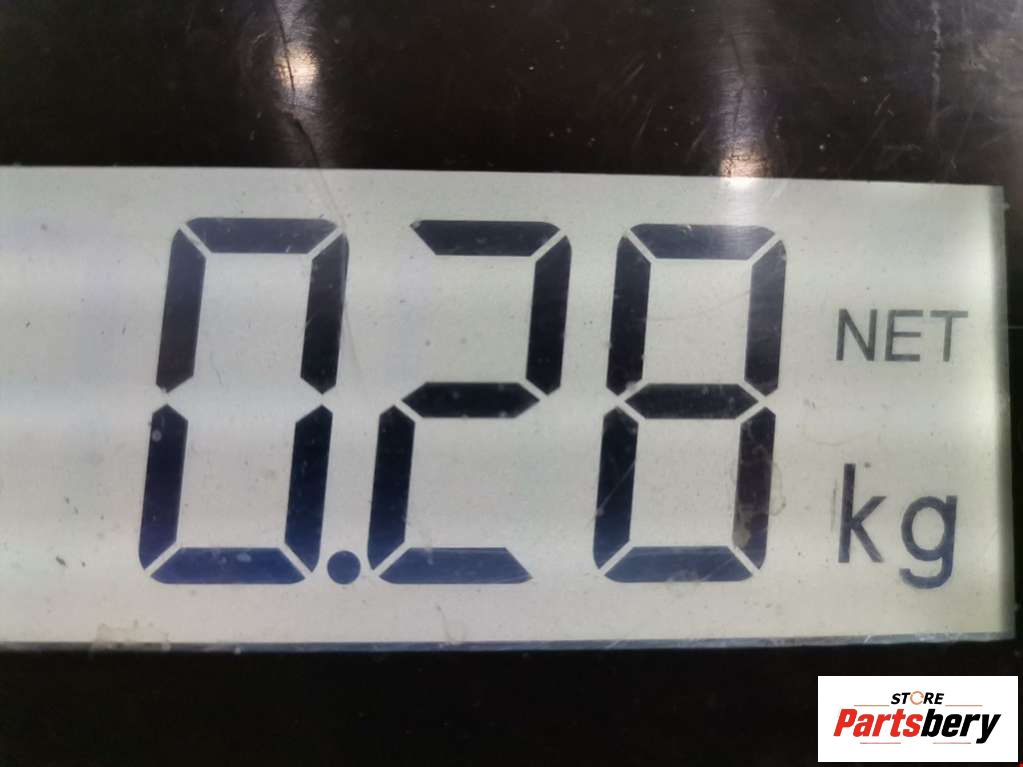 0.28
NET
kg
STORE
Partsbery